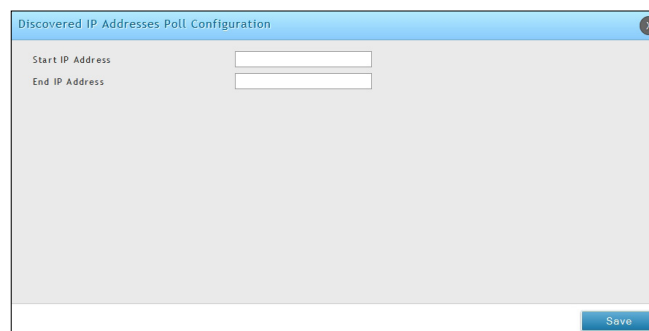 Discovered IP Addresses Poll Configuration
Start IP Address
End IP Address
Save